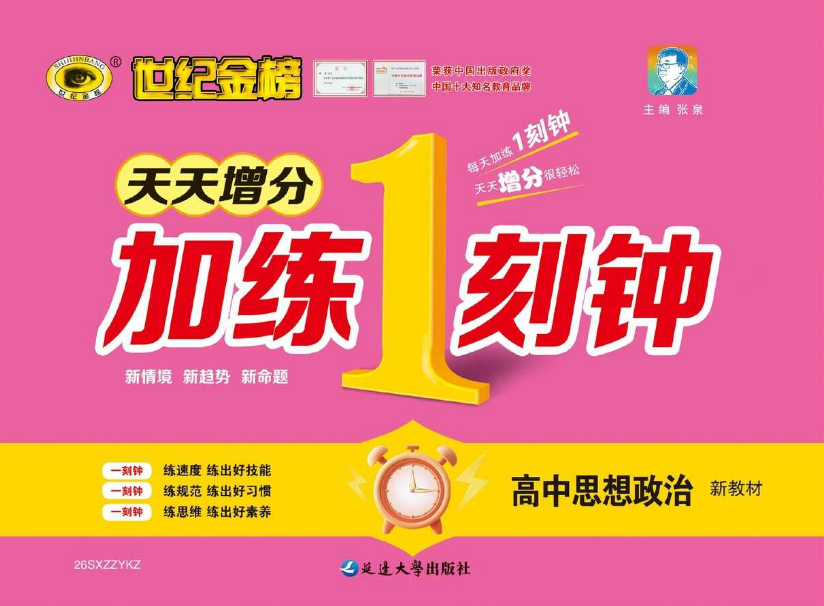 SHIJIJINBANG
世纪金榜
®
世纪金榜
荣获中国出版政府奖
中国十大知名教育品牌
主编 张泉
每天加练1刻钟
天天增分很轻松
天天增分
加练1刻钟
新情境 新趋势 新命题
一刻钟 练速度 练出好技能
一刻钟 练规范 练出好习惯
一刻钟 练思维 练出好素养
高中思想政治 新教材
26SXZZYKZ
延边大学出版社